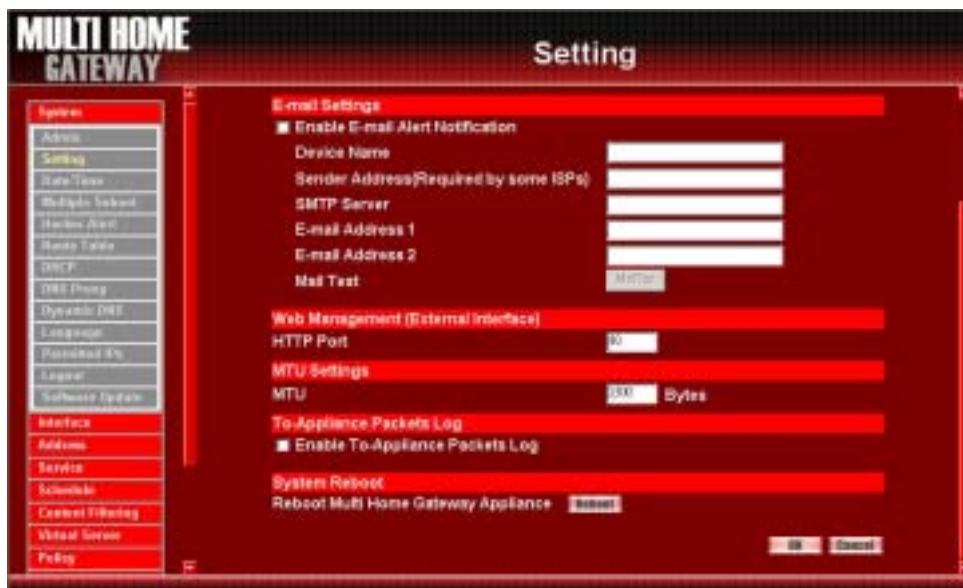 MULTI HOME
GATEWAY
Setting
System
Admin
Setting
Date/Time
Multiple Subnet
Hacker Alert
Route Table
DHCP
DNS Proxy
Dynamic DNS
Language
Permitted IPs
Logout
Software Update
Interface
Address
Service
Schedule
Content Filtering
Virtual Server
Policy
E-mail Settings
Enable E-mail Alert Notification
Device Name
Sender Address(Required by some ISPs)
SMTP Server
E-mail Address 1
E-mail Address 2
Mail Test
Web Management (External Interface)
HTTP Port 80
MTU Settings
MTU Bytes
To-Appliance Packets Log
Enable To-Appliance Packets Log
System Reboot
Reboot Multi Home Gateway Appliance Reboot
OK Cancel